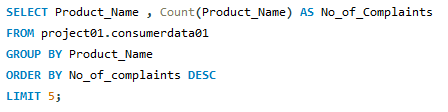 SELECT Product_Name , Count(Product_Name) AS No_of_Complaints
FROM project01.consumerdata01
GROUP BY Product_Name
ORDER BY No_of_complaints DESC
LIMIT 5;